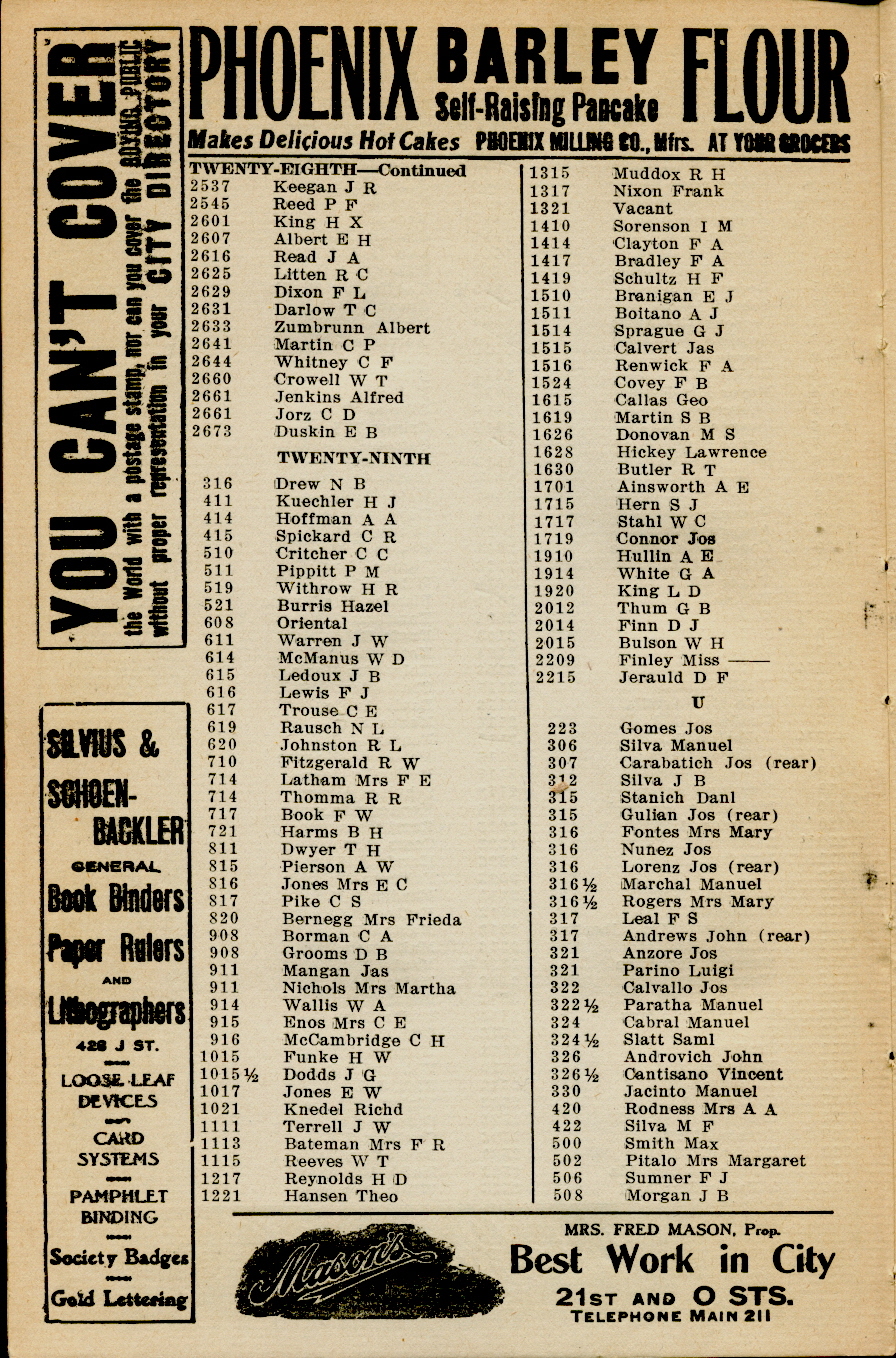 PHOENIX BARLEY FLOUR
Self-Raising Pancake
Makes Delicious Hot Cakes PHOENIX MILLING CO., Mfrs. AT YOUR GROCERS
YOU CAN'T COVER
the World with a postage stamp, nor can you cover the BUYING PUBLIC
without proper representation in your CITY DIRECTORY
SILVIUS &
SCHOEN-
BACKLER
GENERAL
Book Binders
Paper Rulers
AND
Lithographers
428 J ST.
LOOSE LEAF
DEVICES
CARD
SYSTEMS
PAMPHLET
BINDING
Society Badges
Gold Lettering
TWENTY-EIGHTH—Continued
2537 Keegan J R
2545 Reed P F
2601 King H X
2607 Albert E H
2616 Read J A
2625 Litten R C
2629 Dixon F L
2631 Darlow T C
2633 Zumbrunn Albert
2641 Martin C P
2644 Whitney C F
2660 Crowell W T
2661 Jenkins Alfred
2661 Jorz C D
2673 Duskin E B
TWENTY-NINTH
316 Drew N B
411 Kuechler H J
414 Hoffman A A
415 Spickard C R
510 Critcher C C
511 Pippitt P M
519 Withrow H R
521 Burris Hazel
608 Oriental
611 Warren J W
614 McManus W D
615 Ledoux J B
616 Lewis F J
617 Trouse C E
619 Rausch N L
620 Johnston R L
710 Fitzgerald R W
714 Latham Mrs F E
714 Thomma R R
717 Book F W
721 Harms B H
811 Dwyer T H
815 Pierson A W
816 Jones Mrs E C
817 Pike C S
820 Bernegg Mrs Frieda
908 Borman C A
908 Grooms D B
911 Mangan Jas
911 Nichols Mrs Martha
914 Wallis W A
915 Enos Mrs C E
916 McCambridge C H
1015 Funke H W
1015½ Dodds J G
1017 Jones E W
1021 Knedel Richd
1111 Terrell J W
1113 Bateman Mrs F R
1115 Reeves W T
1217 Reynolds H D
1221 Hansen Theo
1315 Muddox R H
1317 Nixon Frank
1321 Vacant
1410 Sorenson I M
1414 Clayton F A
1417 Bradley F A
1419 Schultz H F
1510 Branigan E J
1511 Boitano A J
1514 Sprague G J
1515 Calvert Jas
1516 Renwick F A
1524 Covey F B
1615 Callas Geo
1619 Martin S B
1626 Donovan M S
1628 Hickey Lawrence
1630 Butler R T
1701 Ainsworth A E
1715 Hern S J
1717 Stahl W C
1719 Connor Jos
1910 Hullin A E
1914 White G A
1920 King L D
2012 Thum G B
2014 Finn D J
2015 Bulson W H
2209 Finley Miss ——
2215 Jerauld D F
U
223 Gomes Jos
306 Silva Manuel
307 Carabatich Jos (rear)
312 Silva J B
315 Stanich Danl
315 Gulian Jos (rear)
316 Fontes Mrs Mary
316 Nunez Jos
316 Lorenz Jos (rear)
316½ Marchal Manuel
316½ Rogers Mrs Mary
317 Leal F S
317 Andrews John (rear)
321 Anzore Jos
321 Parino Luigi
322 Calvallo Jos
322½ Paratha Manuel
324 Cabral Manuel
324½ Slatt Saml
326 Androvich John
326½ Cantisano Vincent
330 Jacinto Manuel
420 Rodness Mrs A A
422 Silva M F
500 Smith Max
502 Pitalo Mrs Margaret
506 Sumner F J
508 Morgan J B
Mason's
MRS. FRED MASON, Prop.
Best Work in City
21ST AND O STS.
TELEPHONE MAIN 211